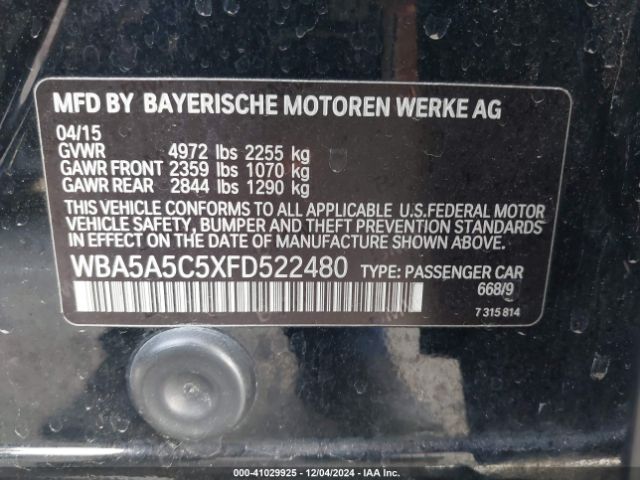 MFD BY BAYERISCHE MOTOREN WERKE AG
04/15
GVWR 4972 lbs 2255 kg
GAWR FRONT 2359 lbs 1070 kg
GAWR REAR 2844 lbs 1290 kg
THIS VEHICLE CONFORMS TO ALL APPLICABLE U.S.FEDERAL MOTOR
VEHICLE SAFETY, BUMPER AND THEFT PREVENTION STANDARDS
IN EFFECT ON THE DATE OF MANUFACTURE SHOWN ABOVE.
WBA5A5C5XFD522480 TYPE: PASSENGER CAR
668/9
7 315 814
000-41029925 • 12/04/2024 • IAA Inc.